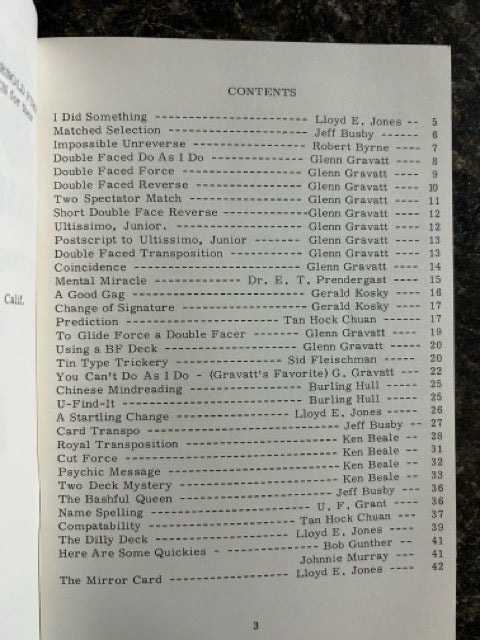 CONTENTS
I Did Something -------------------- Lloyd E. Jones -- 5
Matched Selection -------------------- Jeff Busby ------ 6
Impossible Unreverse -------------------- Robert Byrne --- 7
Double Faced Do As I Do -------------- Glenn Gravatt --- 8
Double Faced Force ------------------- Glenn Gravatt ---- 9
Double Faced Reverse ----------------- Glenn Gravatt ---- 10
Two Spectator Match ----------------- Glenn Gravatt ---- 11
Short Double Face Reverse -------------Glenn Gravatt ---- 12
Ultissimo, Junior. -------------------- Glenn Gravatt ---- 12
Postscript to Ultissimo, Junior ------- Glenn Gravatt ---- 13
Double Faced Transposition ----------- Glenn Gravatt ---- 13
Coincidence ------------------------- Glenn Gravatt ---- 14
Mental Miracle --------------- Dr. E. T. Prendergast ---- 15
A Good Gag -------------------------- Gerald Kosky ---- 16
Change of Signature ------------------ Gerald Kosky ---- 17
Prediction ----------------------- Tan Hock Chuan ---- 17
To Glide Force a Double Facer ------- Glenn Gravatt ---- 19
Using a BF Deck --------------------- Glenn Gravatt ---- 20
Tin Type Trickery ---------------- Sid Fleischman ---- 20
You Can't Do As I Do - (Gravatt's Favorite) G. Gravatt --- 22
Chinese Mindreading ------------------ Burling Hull ---- 25
U-Find-It --------------------------- Burling Hull ---- 25
A Startling Change ----------------- Lloyd E. Jones ---- 26
Card Transpo ------------------------- Jeff Busby -- 27
Royal Transposition ------------------ Ken Beale --- 28
Cut Force --------------------------- Ken Beale ---- 31
Psychic Message --------------------- Ken Beale ---- 32
Two Deck Mystery -------------------- Ken Beale ---- 33
The Bashful Queen ------------------- Jeff Busby ---- 36
Name Spelling ----------------------- U. F. Grant ---- 36
Compatability -------------------- Tan Hock Chuan ---- 37
The Dilly Deck -------------------- Lloyd E. Jones ---- 39
Here Are Some Quickies - ------------- Bob Gunther --- 41
Johnnie Murray --- 41
The Mirror Card ------------------- Lloyd E. Jones ---- 42
3
Calif.